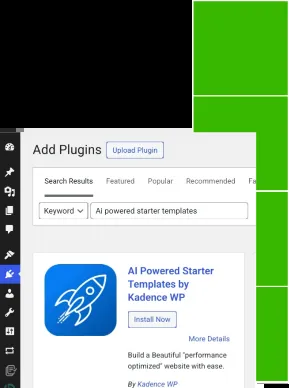 Add Plugins Upload Plugin
Search Results Featured Popular Recommended Fa
Keyword Ai powered starter templates
AI Powered Starter
Templates by
Kadence WP
Install Now
More Details
Build a Beautiful "performance
optimized" website with ease.
By Kadence WP